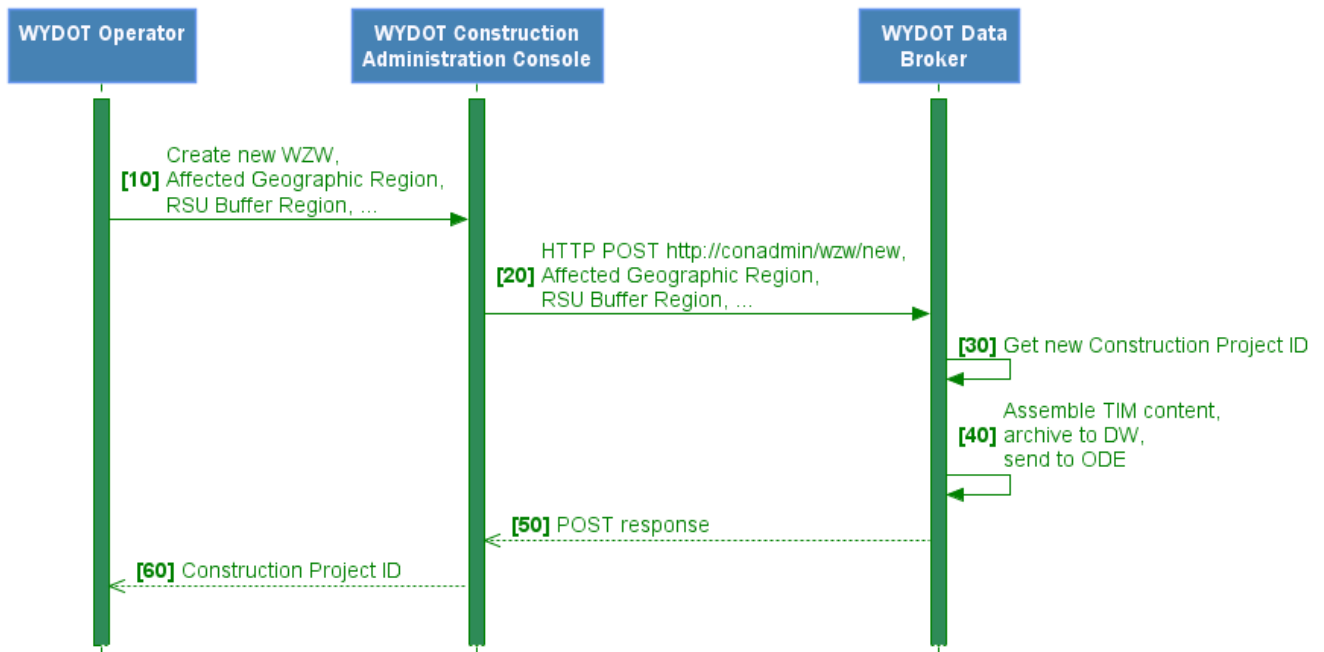 WYDOT Operator
WYDOT Construction
Administration Console
WYDOT Data
Broker
Create new WZW,
[10] Affected Geographic Region,
RSU Buffer Region, ...
HTTP POST http://conadmin/wzw/new,
[20] Affected Geographic Region,
RSU Buffer Region, ...
[30] Get new Construction Project ID
Assemble TIM content,
[40] archive to DW,
send to ODE
[50] POST response
[60] Construction Project ID